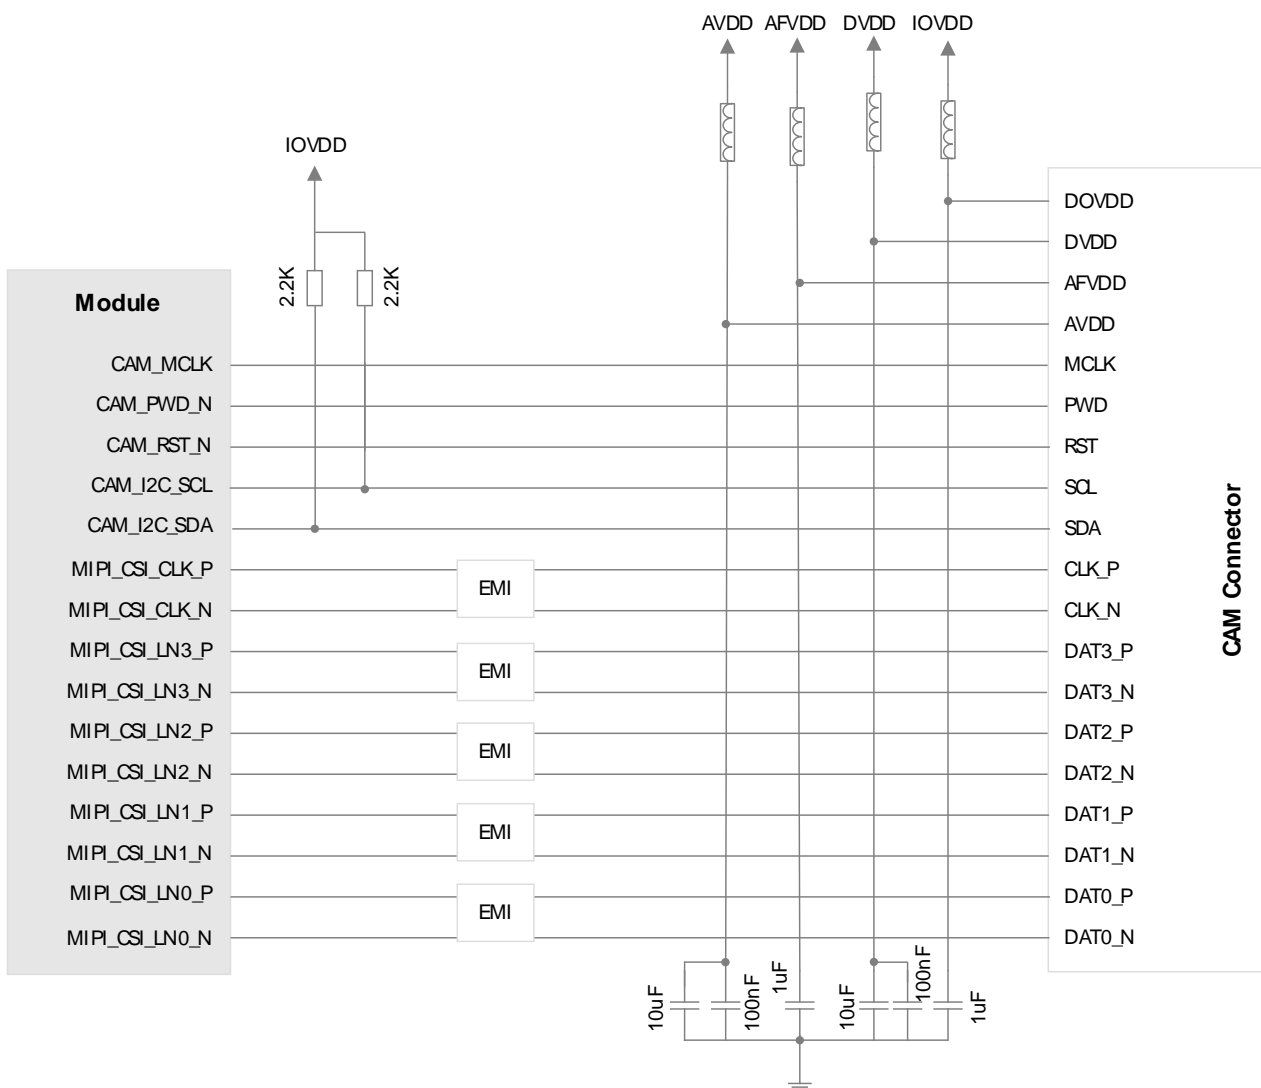 AVDD AFVDD DVDD IOVDD
IOVDD
2.2K
2.2K
Module
CAM_MCLK
CAM_PWD_N
CAM_RST_N
CAM_I2C_SCL
CAM_I2C_SDA
MIPI_CSI_CLK_P
MIPI_CSI_CLK_N
MIPI_CSI_LN3_P
MIPI_CSI_LN3_N
MIPI_CSI_LN2_P
MIPI_CSI_LN2_N
MIPI_CSI_LN1_P
MIPI_CSI_LN1_N
MIPI_CSI_LN0_P
MIPI_CSI_LN0_N
EMI
EMI
EMI
EMI
EMI
DOVDD
DVDD
AFVDD
AVDD
MCLK
PWD
RST
SCL
SDA
CLK_P
CLK_N
DAT3_P
DAT3_N
DAT2_P
DAT2_N
DAT1_P
DAT1_N
DAT0_P
DAT0_N
CAM Connector
10uF
100nF
1uF
10uF
100nF
1uF